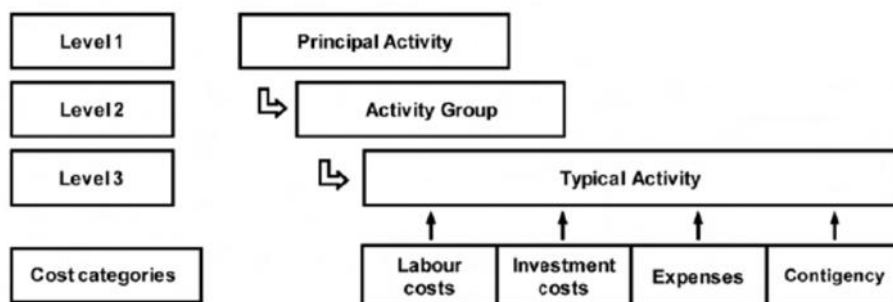 Level 1
Principal Activity
Level 2
Activity Group
Level 3
Typical Activity
Cost categories
Labour
costs
Investment
costs
Expenses
Contigency